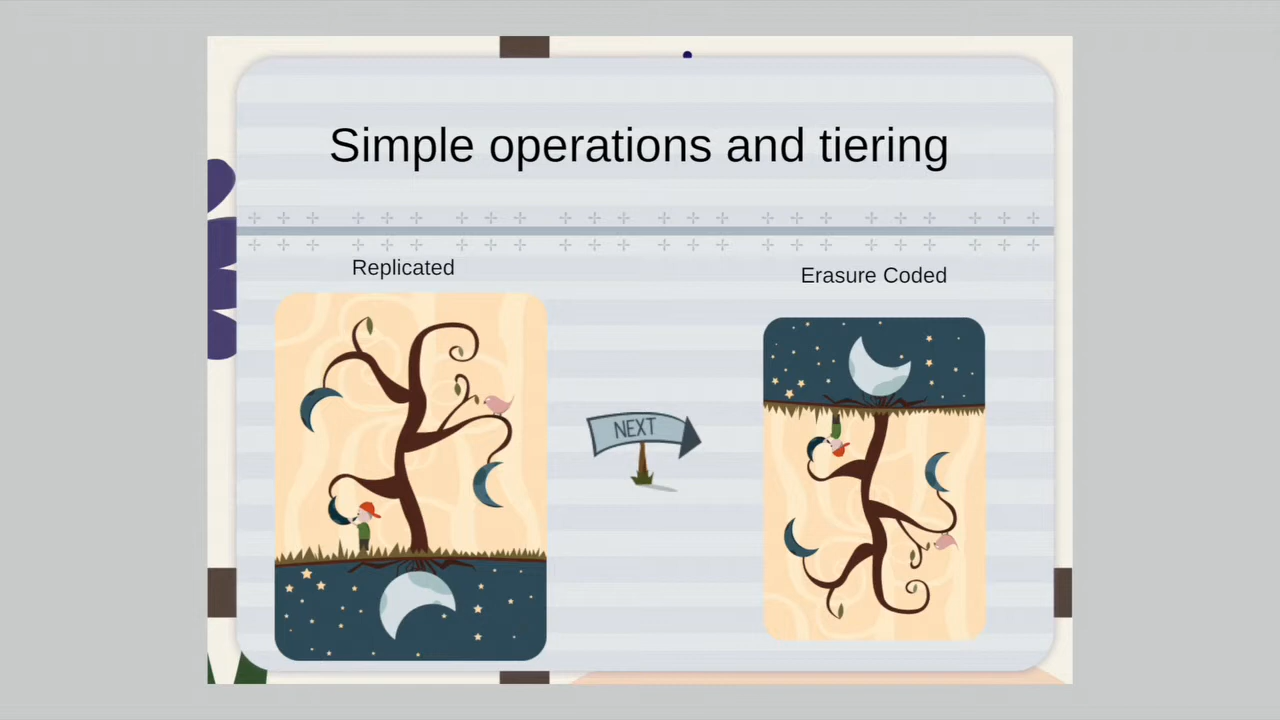 Simple operations and tiering
Replicated
Erasure Coded
NEXT